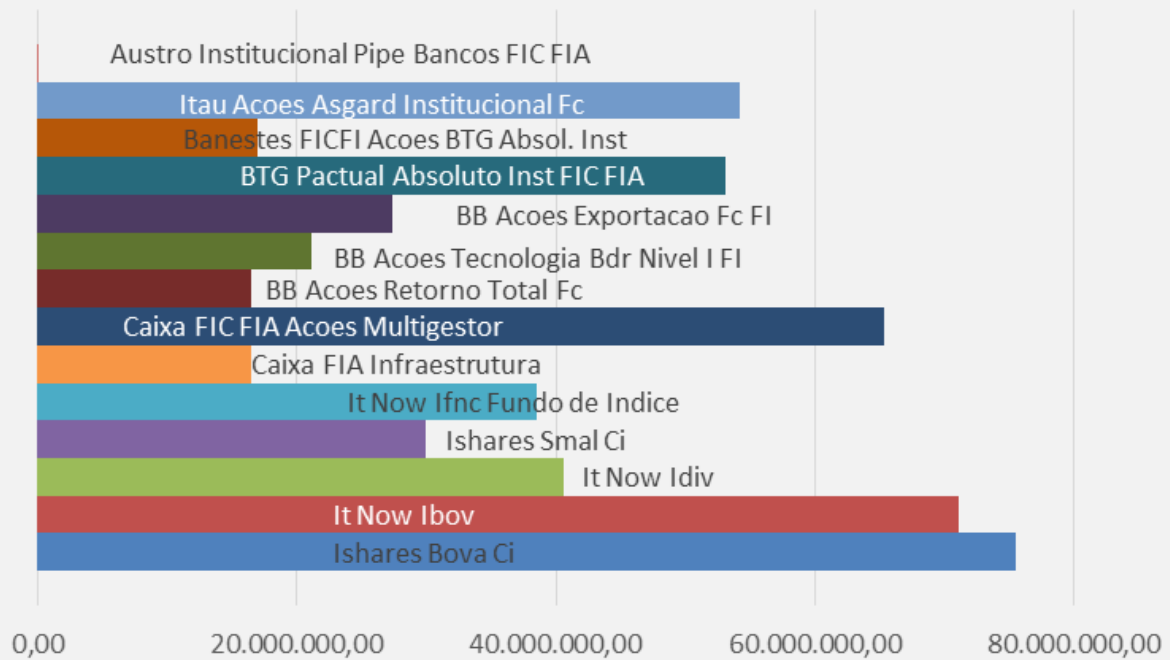 Austro Institucional Pipe Bancos FIC FIA
Itau Acoes Asgard Institucional Fc
Banestes FICFI Acoes BTG Absol. Inst
BTG Pactual Absoluto Inst FIC FIA
BB Acoes Exportacao Fc FI
BB Acoes Tecnologia Bdr Nivel I FI
BB Acoes Retorno Total Fc
Caixa FIC FIA Acoes Multigestor
Caixa FIA Infraestrutura
It Now Ifnc Fundo de Indice
Ishares Smal Ci
It Now Idiv
It Now Ibov
Ishares Bova Ci
0,00 20.000.000,00 40.000.000,00 60.000.000,00 80.000.000,00